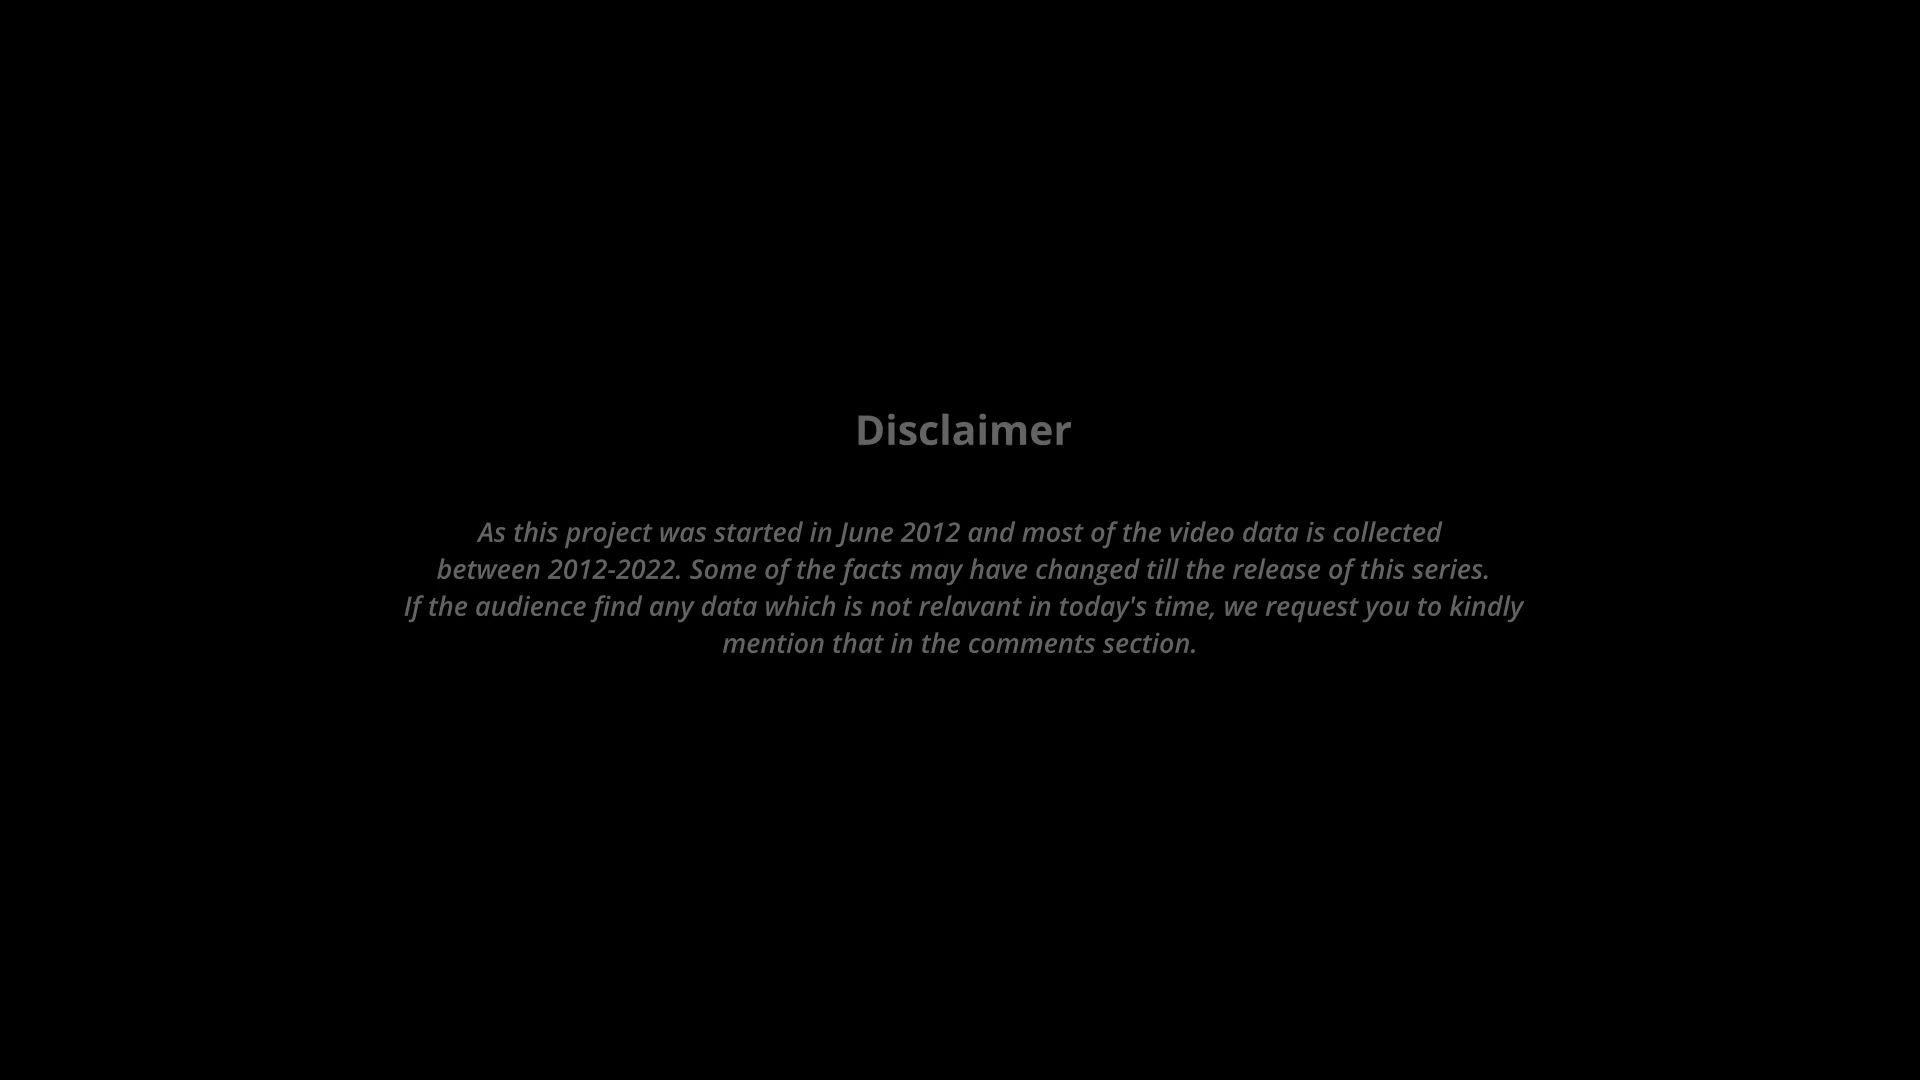 Disclaimer
As this project was started in June 2012 and most of the video data is collected
between 2012-2022. Some of the facts may have changed till the release of this series.
If the audience find any data which is not relavant in today's time, we request you to kindly
mention that in the comments section.